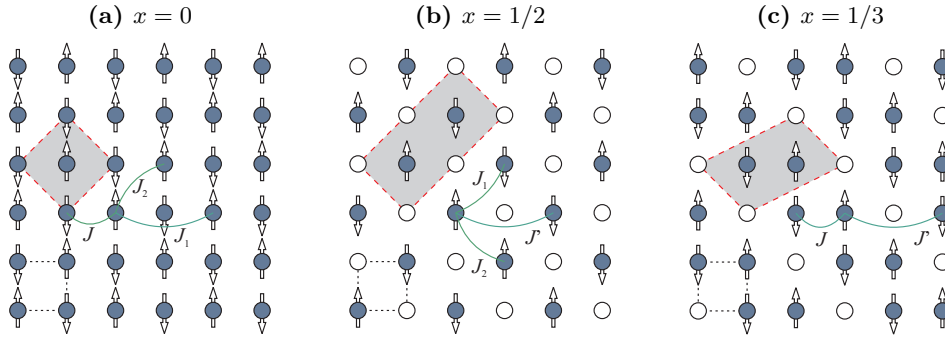 (a) x = 0
(b) x = 1/2
(c) x = 1/3
J₂
J
J₁
J₁
J'
J₂
J
J'